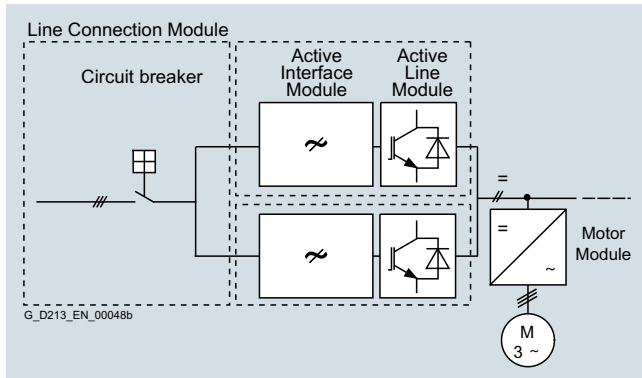 Line Connection Module
Circuit breaker
Active
Interface
Module
Active
Line
Module
~
~
=
=
~
Motor
Module
M
3 ~
G_D213_EN_00048b